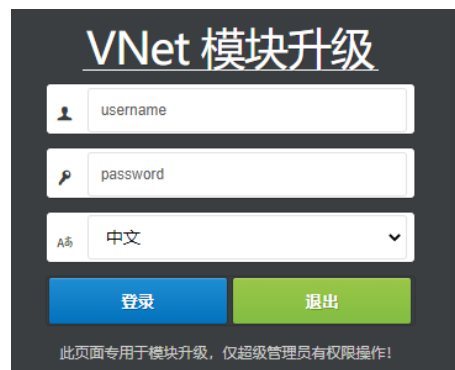 VNet 模块升级
username
password
Aあ 中文
登录 退出
此页面专用于模块升级，仅超级管理员有权限操作!